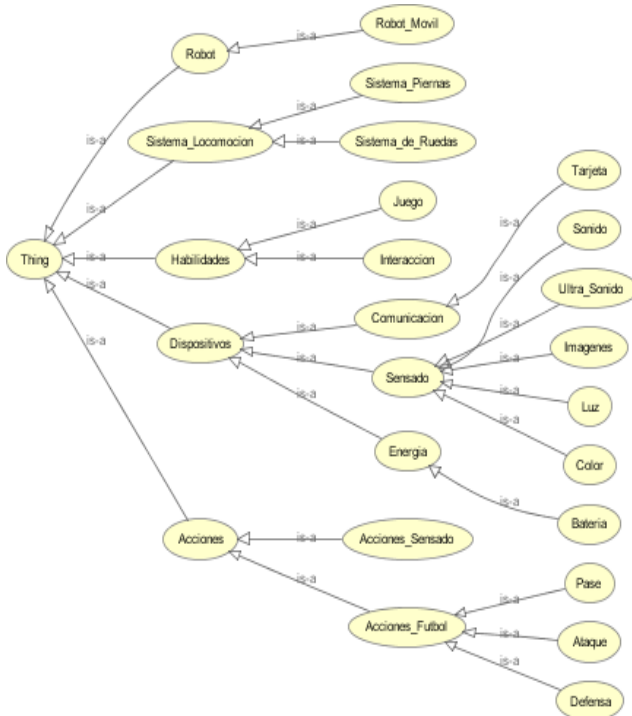 Robot_Movil
is-a
Robot
Sistema_Piernas
is-a
is-a
Sistema_Locomocion
is-a
Sistema_de_Ruedas
Tarjeta
is-a
Juego
is-a
is-a
Sonido
Thing
is-a
Habilidades
is-a
Interaccion
is-a
Ultra_Sonido
is-a
Comunicacion
is-a
is-a
Dispositivos
Imagenes
is-a
is-a
is-a
Sensado
is-a
Luz
is-a
is-a
Energia
Color
is-a
is-a
Bateria
Acciones
is-a
Acciones_Sensado
is-a
Pase
is-a
Acciones_Futbol
is-a
Ataque
is-a
Defensa